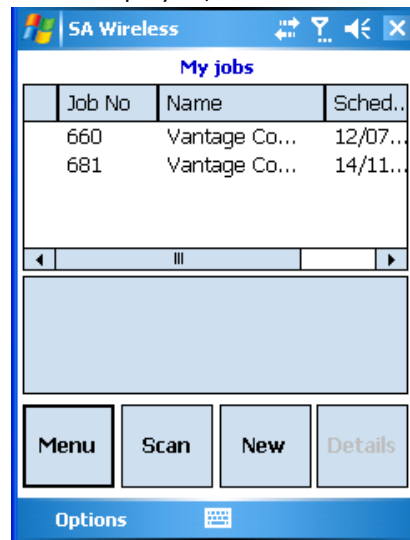 SA Wireless
My jobs
Job No Name Sched..
660 Vantage Co... 12/07..
681 Vantage Co... 14/11..
Menu Scan New Details
Options